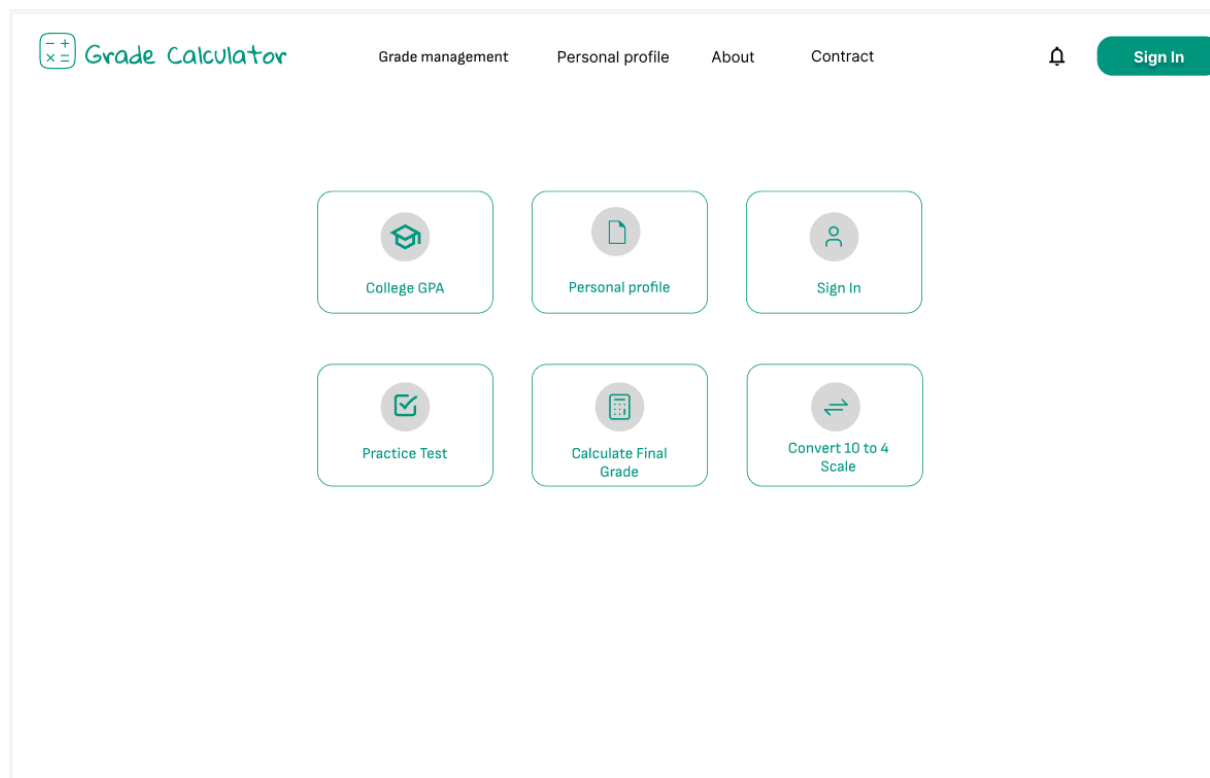 Grade Calculator
Grade management
Personal profile
About
Contract
Sign In
College GPA
Personal profile
Sign In
Practice Test
Calculate Final
Grade
Convert 10 to 4
Scale